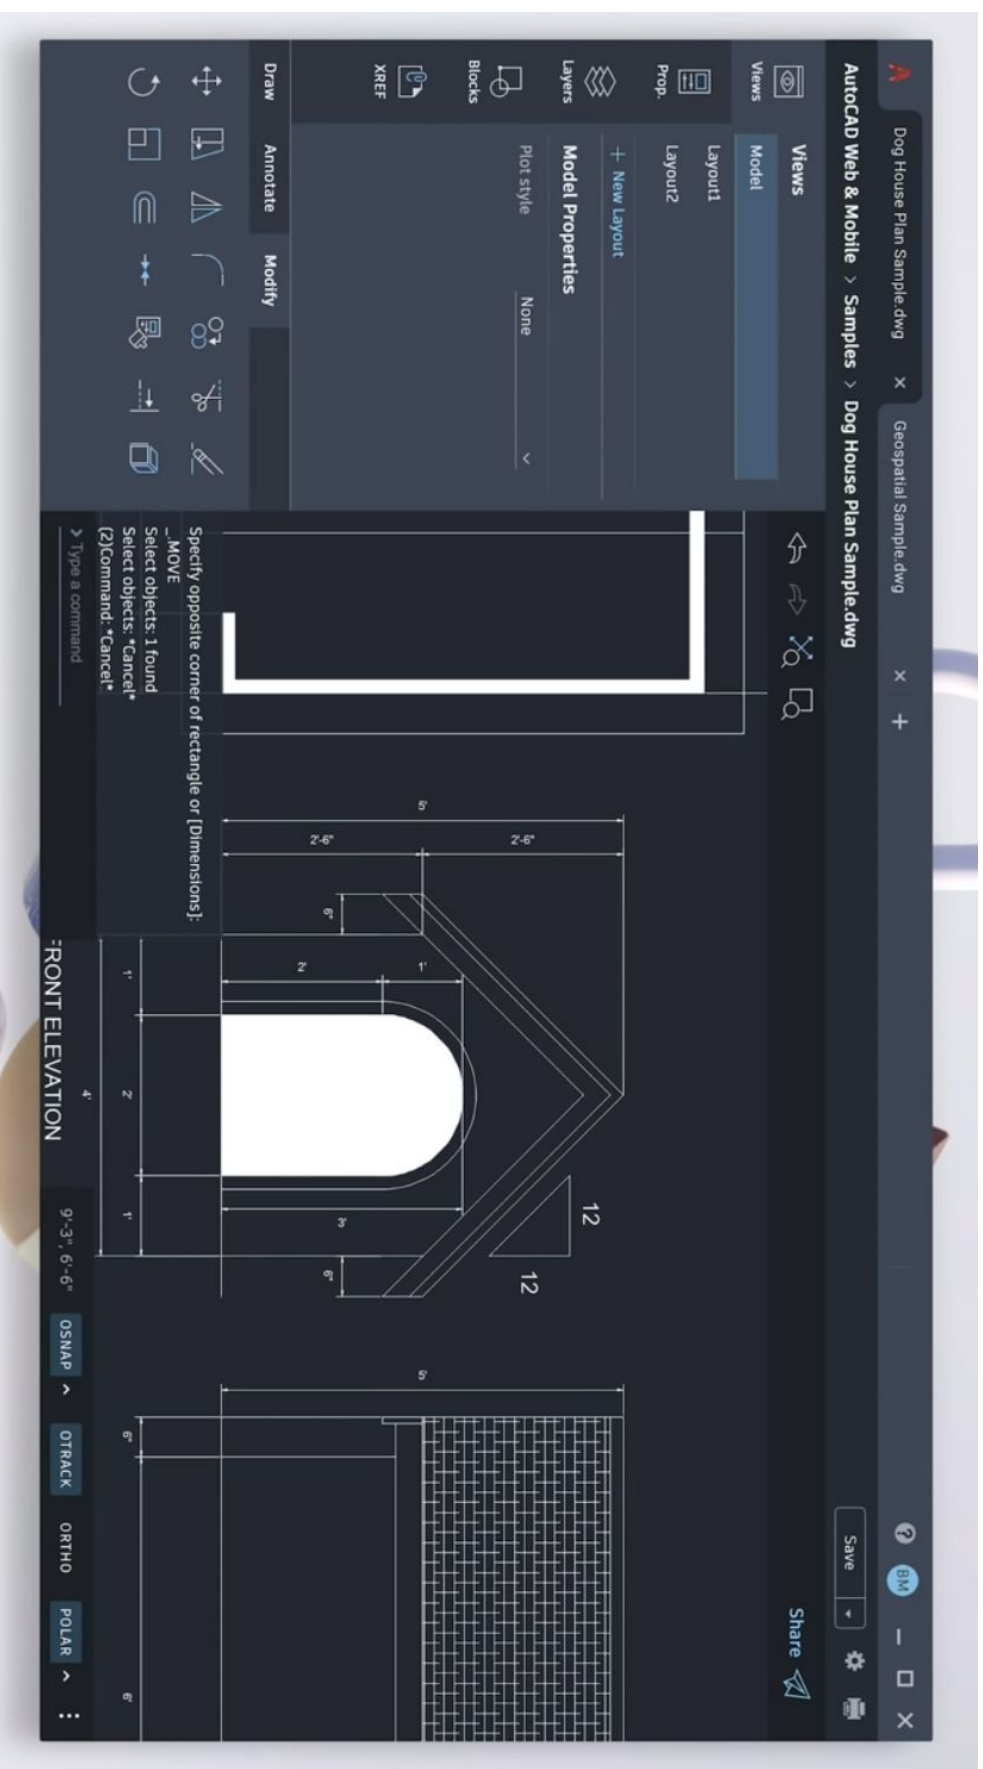 Dog House Plan Sample.dwg
Geospatial Sample.dwg
BM
AutoCAD Web & Mobile > Samples > Dog House Plan Sample.dwg
Save
Views
Prop.
Layers
Blocks
XREF
Views
Model
Layout1
Layout2
+ New Layout
Model Properties
Plot style
None
Share
Draw
Annotate
Modify
5'
2'-6"
2'-6"
6"
2'
1'
3'
6"
12
12
1'
2'
1'
4'
FRONT ELEVATION
5'
6"
6'
Specify opposite corner of rectangle or [Dimensions]:
_.MOVE
Select objects: 1 found
Select objects: *Cancel*
(2)Command: *Cancel*
> Type a command
9'-3", 6'-6"
OSNAP
OTRACK
ORTHO
POLAR